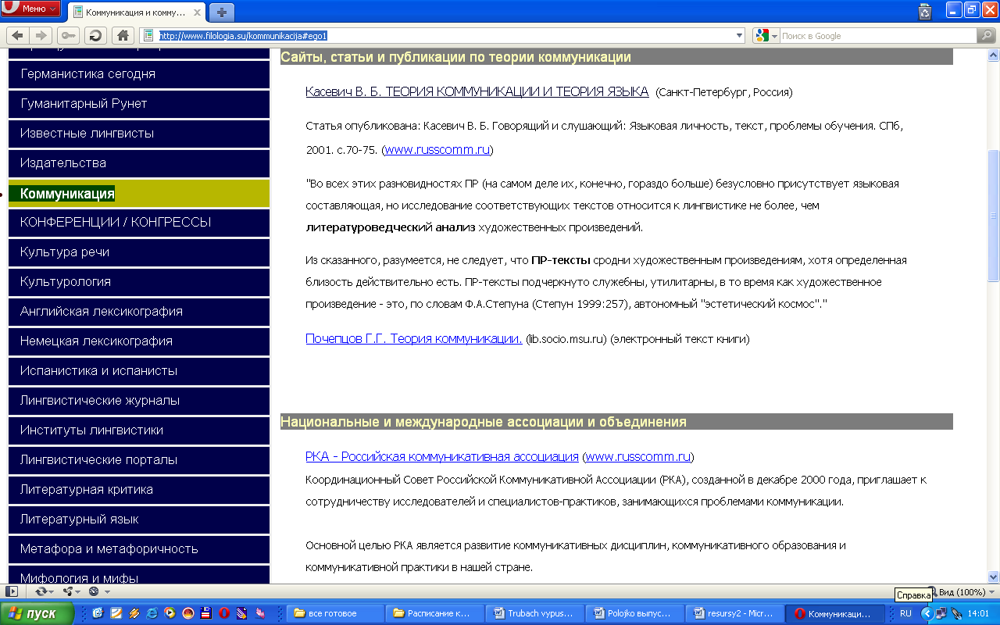 Меню
Коммуникация и комму...
http://www.filologia.su/kommunikacija#ego1
Поиск в Google
Германистика сегодня
Гуманитарный Рунет
Известные лингвисты
Издательства
Коммуникация
КОНФЕРЕНЦИИ / КОНГРЕССЫ
Культура речи
Культурология
Английская лексикография
Немецкая лексикография
Испанистика и испанисты
Лингвистические журналы
Институты лингвистики
Лингвистические порталы
Литературная критика
Литературный язык
Метафора и метафоричность
Мифология и мифы
Сайты, статьи и публикации по теории коммуникации
Касевич В. Б. ТЕОРИЯ КОММУНИКАЦИИ И ТЕОРИЯ ЯЗЫКА (Санкт-Петербург, Россия)
Статья опубликована: Касевич В. Б. Говорящий и слушающий: Языковая личность, текст, проблемы обучения. СПб,
2001. с.70-75. (www.russcomm.ru)
"Во всех этих разновидностях ПР (на самом деле их, конечно, гораздо больше) безусловно присутствует языковая
составляющая, но исследование соответствующих текстов относится к лингвистике не более, чем
литературоведческий анализ художественных произведений.
Из сказанного, разумеется, не следует, что ПР-тексты сродни художественным произведениям, хотя определенная
близость действительно есть. ПР-тексты подчеркнуто служебны, утилитарны, в то время как художественное
произведение - это, по словам Ф.А.Степуна (Степун 1999:257), автономный "эстетический космос"."
Почепцов Г.Г. Теория коммуникации. (lib.socio.msu.ru) (электронный текст книги)
Национальные и международные ассоциации и объединения
РКА - Российская коммуникативная ассоциация (www.russcomm.ru)
Координационный Совет Российской Коммуникативной Ассоциации (РКА), созданной в декабре 2000 года, приглашает к
сотрудничеству исследователей и специалистов-практиков, занимающихся проблемами коммуникации.
Основной целью РКА является развитие коммуникативных дисциплин, коммуникативного образования и
коммуникативной практики в нашей стране.
Справка
Вид (100%)
пуск
все готовое
Расписание к...
Trubach vypus...
Polojko выпус...
resursy2 - Micr...
Коммуникаци...
RU
14:01